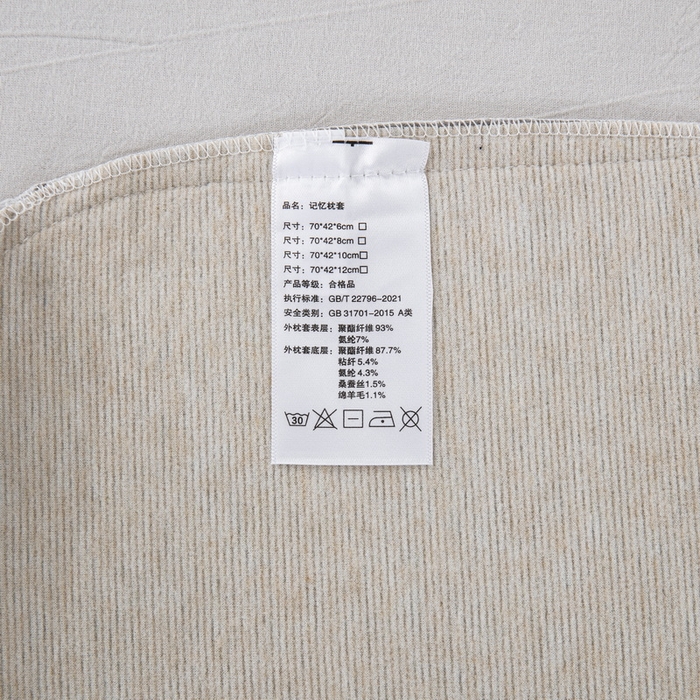 品名：记忆枕套
尺寸：70*42*6cm
尺寸：70*42*8cm
尺寸：70*42*10cm
尺寸：70*42*12cm
产品等级：合格品
执行标准：GB/T 22796-2021
安全类别：GB 31701-2015 A类
外枕套表层：聚酯纤维93%
氨纶7%
外枕套底层：聚酯纤维87.7%
粘纤5.4%
氨纶4.3%
桑蚕丝1.5%
绵羊毛1.1%
30